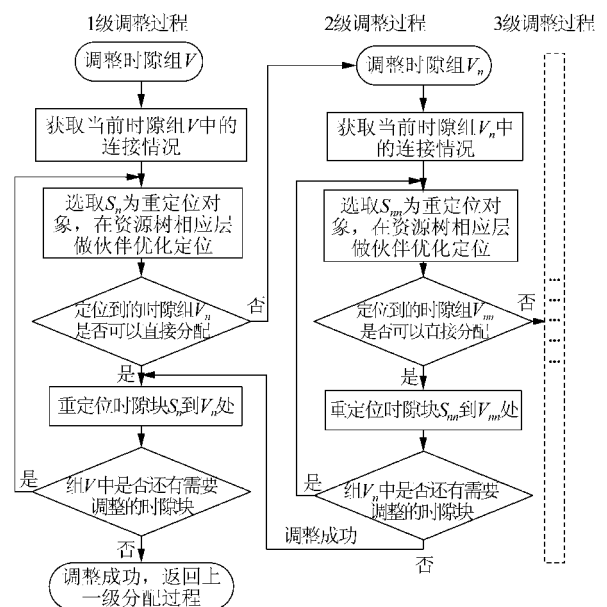 1级调整过程
调整时隙组V
获取当前时隙组V中的
连接情况
选取Sn为重定位对
象，在资源树相应层
做伙伴优化定位
定位到的时隙组Vn
是否可以直接分配
否
是
重定位时隙块Sn到Vn处
组V中是否还有需要
调整的时隙块
是
否
调整成功，返回上
一级分配过程
2级调整过程
调整时隙组Vn
获取当前时隙组Vn中
的连接情况
选取Snn为重定位对
象，在资源树相应层
做伙伴优化定位
定位到的时隙组Vnn
是否可以直接分配
否
是
重定位时隙块Snn到Vnn处
组Vn中是否还有需要
调整的时隙块
是
否
调整成功
3级调整过程
...
...
...
...
...